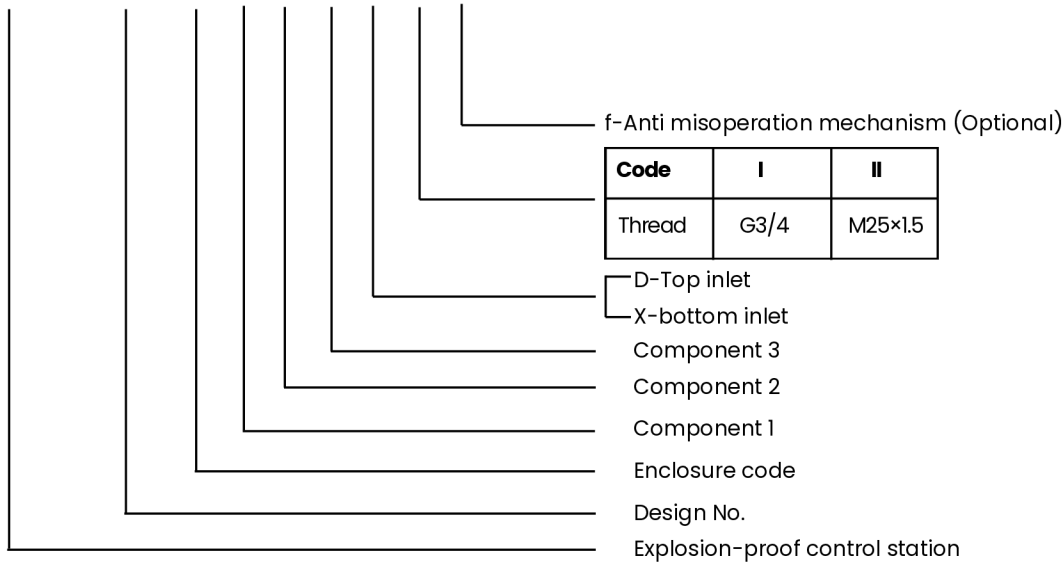 f-Anti misoperation mechanism (Optional)
Code I II
Thread G3/4 M25×1.5
D-Top inlet
X-bottom inlet
Component 3
Component 2
Component 1
Enclosure code
Design No.
Explosion-proof control station